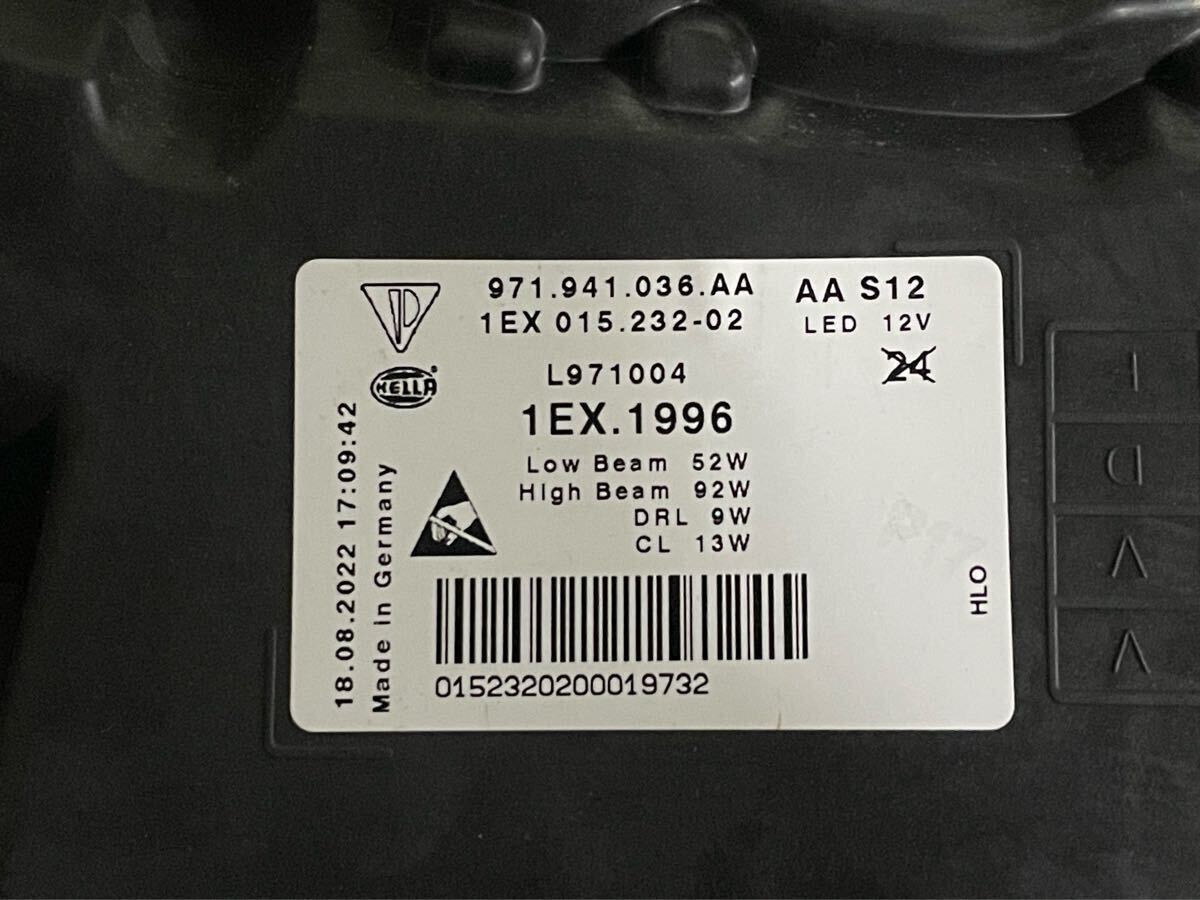 971.941.036.AA
AA S12
1EX 015.232-02
LED 12V
24
HELLA
L971004
1EX.1996
Low Beam 52W
High Beam 92W
DRL 9W
CL 13W
0152320200019732
18.08.2022 17:09:42
Made in Germany
HLO